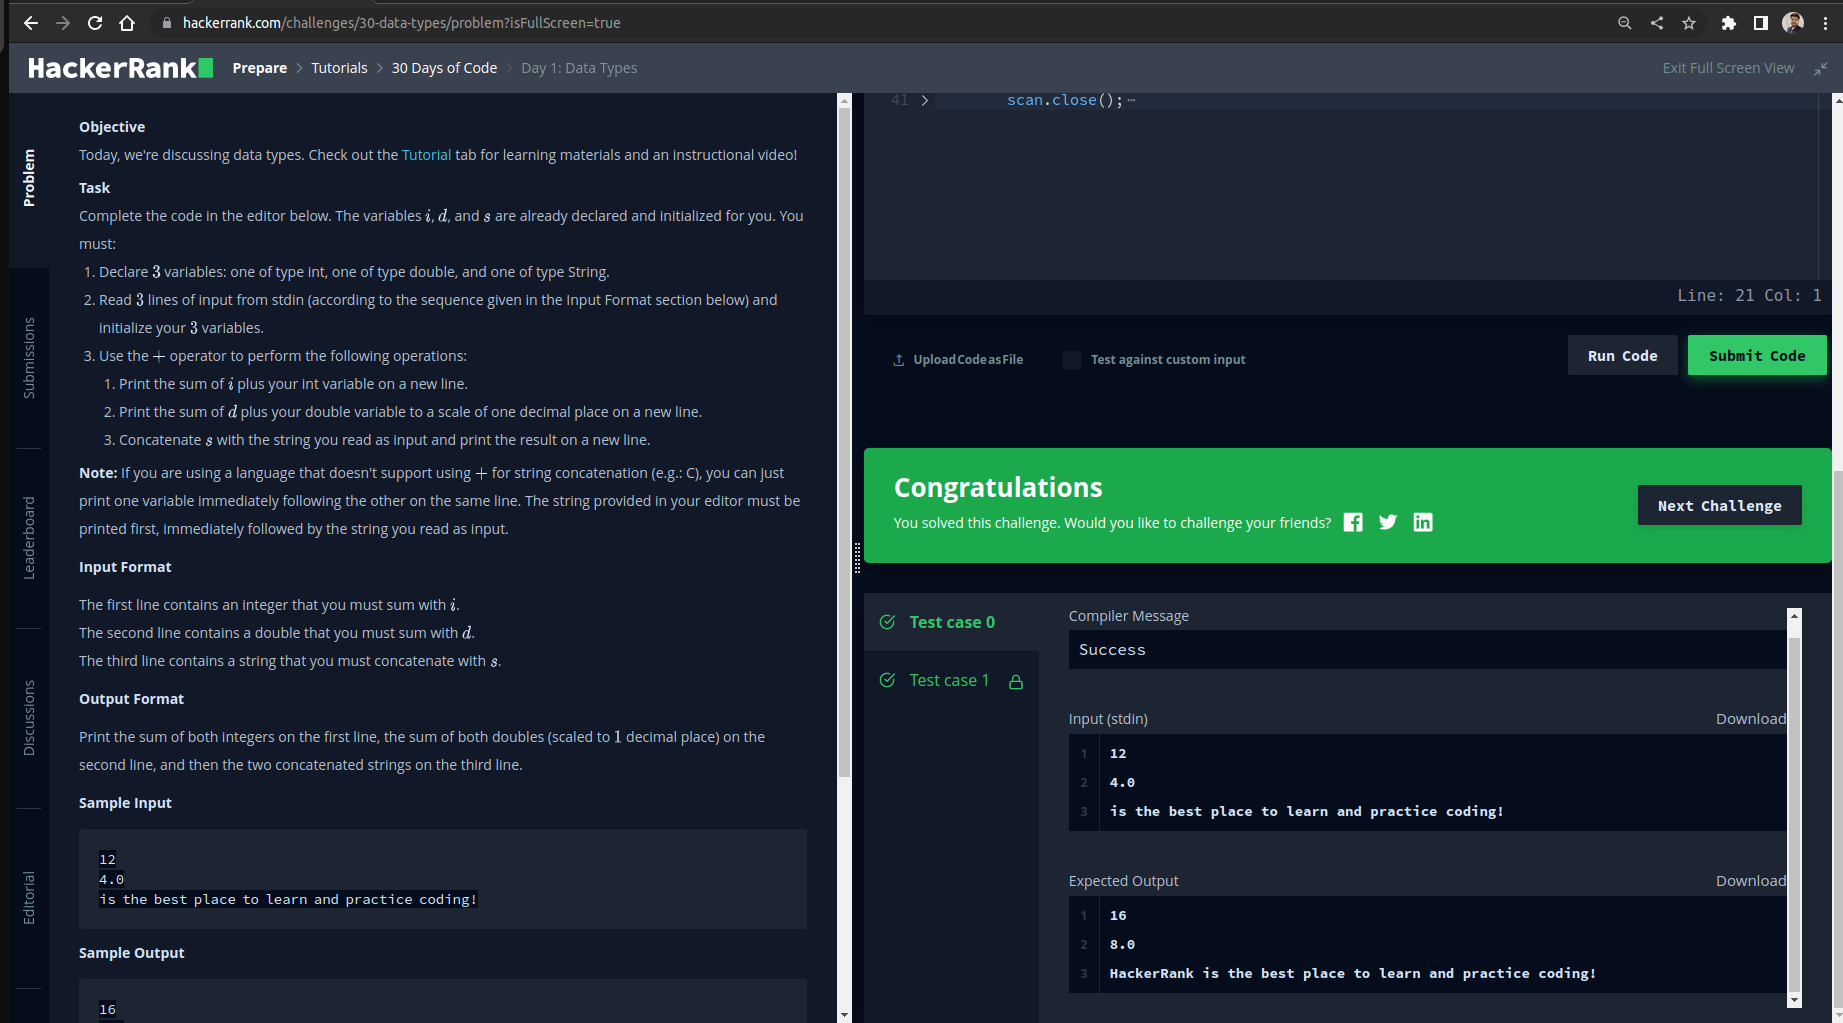 hackerrank.com/challenges/30-data-types/problem?isFullScreen=true
HackerRank
Prepare > Tutorials > 30 Days of Code > Day 1: Data Types
Exit Full Screen View
Problem
Submissions
Leaderboard
Discussions
Editorial
Objective
Today, we're discussing data types. Check out the Tutorial tab for learning materials and an instructional video!
Task
Complete the code in the editor below. The variables i, d, and s are already declared and initialized for you. You
must:
1. Declare 3 variables: one of type int, one of type double, and one of type String.
2. Read 3 lines of input from stdin (according to the sequence given in the Input Format section below) and
initialize your 3 variables.
3. Use the + operator to perform the following operations:
1. Print the sum of i plus your int variable on a new line.
2. Print the sum of d plus your double variable to a scale of one decimal place on a new line.
3. Concatenate s with the string you read as input and print the result on a new line.
Note: If you are using a language that doesn't support using + for string concatenation (e.g.: C), you can just
print one variable immediately following the other on the same line. The string provided in your editor must be
printed first, immediately followed by the string you read as input.
Input Format
The first line contains an integer that you must sum with i.
The second line contains a double that you must sum with d.
The third line contains a string that you must concatenate with s.
Output Format
Print the sum of both integers on the first line, the sum of both doubles (scaled to 1 decimal place) on the
second line, and then the two concatenated strings on the third line.
Sample Input
12
4.0
is the best place to learn and practice coding!
Sample Output
16
41 > scan.close();
Line: 21 Col: 1
Upload Code as File
Test against custom input
Run Code
Submit Code
Congratulations
You solved this challenge. Would you like to challenge your friends?
Next Challenge
Test case 0
Test case 1
Compiler Message
Success
Input (stdin)
Download
1 12
2 4.0
3 is the best place to learn and practice coding!
Expected Output
Download
1 16
2 8.0
3 HackerRank is the best place to learn and practice coding!